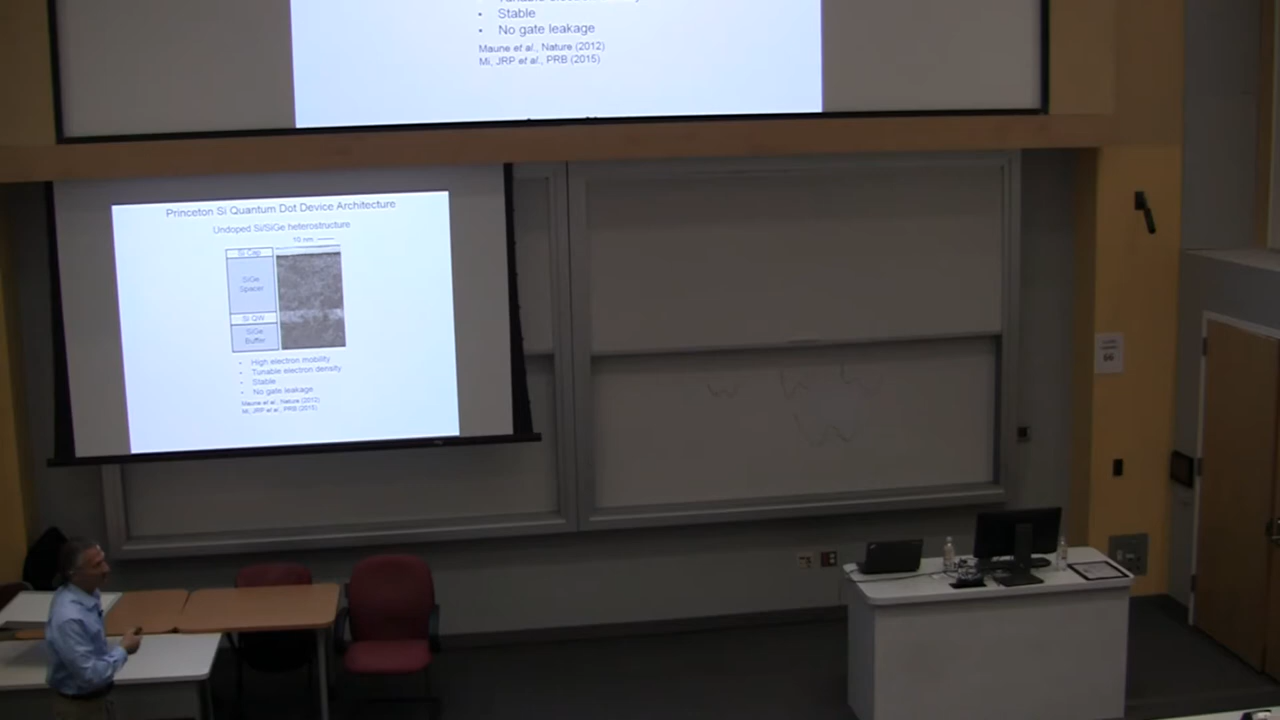 • Stable
• No gate leakage
Maune et al., Nature (2012)
Mi, JRP et al., PRB (2015)
Princeton Si Quantum Dot Device Architecture
Undoped Si/SiGe heterostructure
10 nm
Si Cap
SiGe
Spacer
Si QW
SiGe
Buffer
• High electron mobility
• Tunable electron density
• Stable
• No gate leakage
Maune et al., Nature (2012)
Mi, JRP et al., PRB (2015)
66